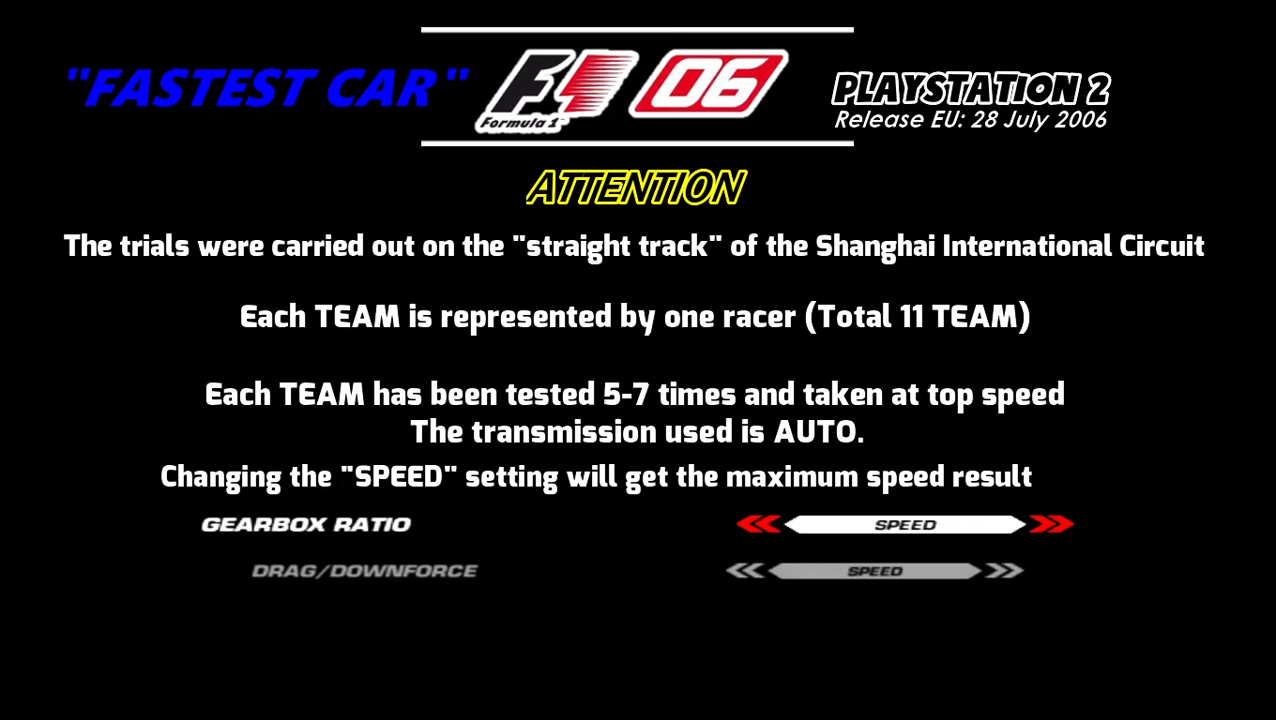 "FASTEST CAR"
F1 06
Formula 1
PLAYSTATION 2
Release EU: 28 July 2006
ATTENTION
The trials were carried out on the "straight track" of the Shanghai International Circuit
Each TEAM is represented by one racer (Total 11 TEAM)
Each TEAM has been tested 5-7 times and taken at top speed
The transmission used is AUTO.
Changing the "SPEED" setting will get the maximum speed result
GEARBOX RATIO SPEED
DRAG/DOWNFORCE SPEED